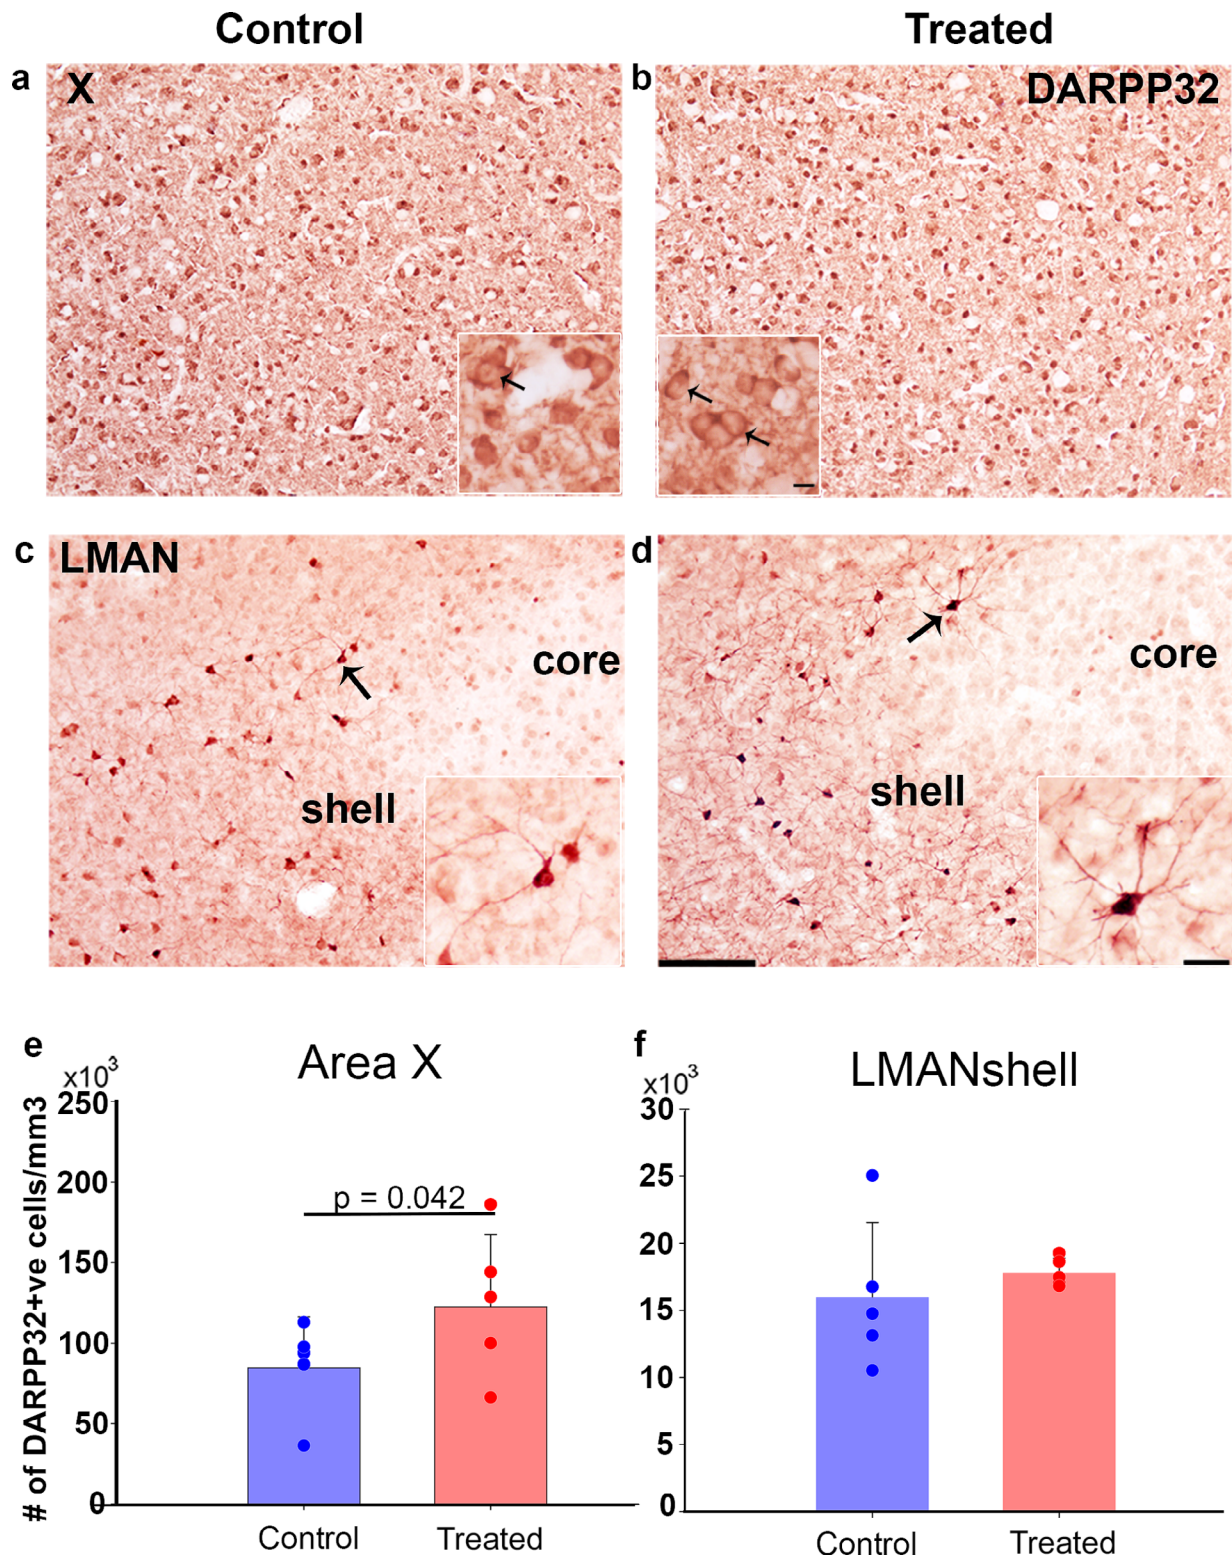 Control Treated
a X b DARPP32
c LMAN d
core core
shell shell
e Area X
x10³
250
200
150
100
50
0
# of DARPP32+ve cells/mm3
p = 0.042
Control Treated
f LMANshell
x10³
30
25
20
15
10
5
0
Control Treated